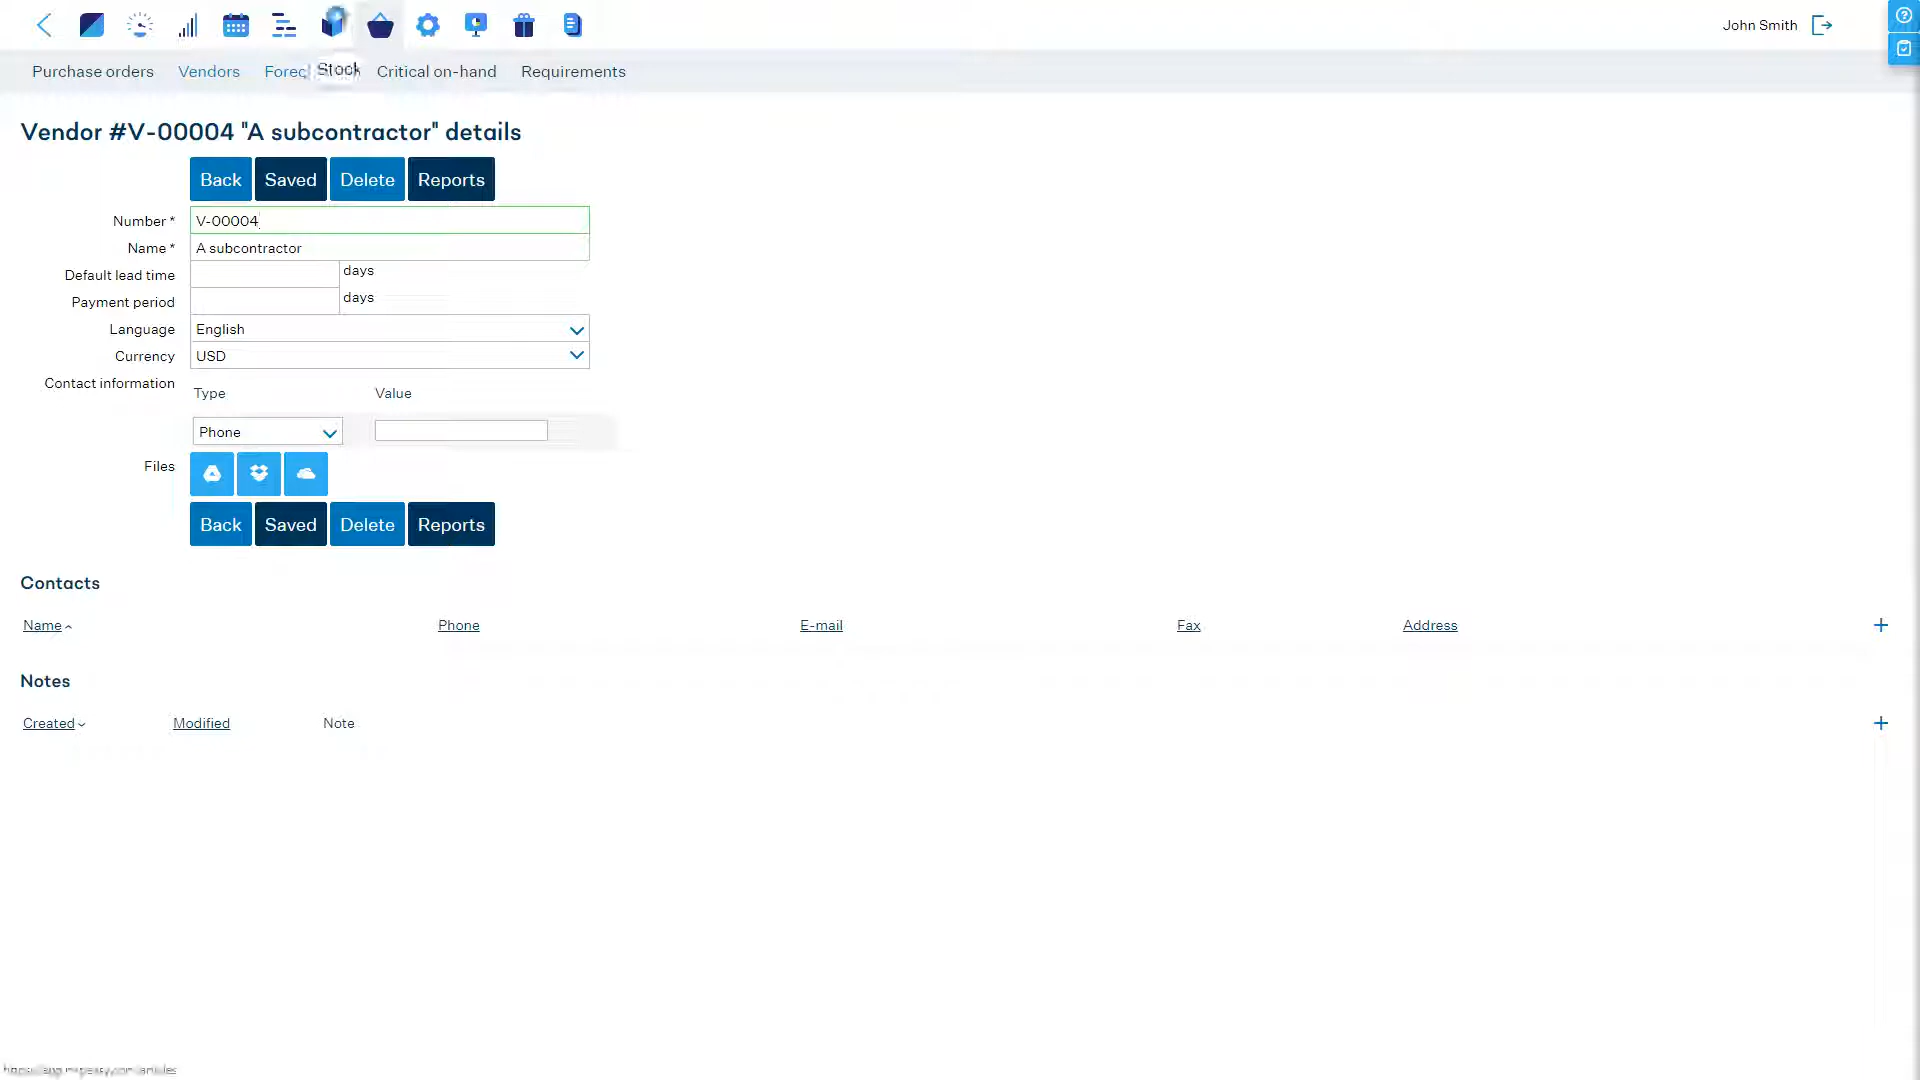 John Smith
Purchase orders Vendors Forec Stock Critical on-hand Requirements
Vendor #V-00004 "A subcontractor" details
Back Saved Delete Reports
Number * V-00004
Name * A subcontractor
Default lead time days
Payment period days
Language English
Currency USD
Contact information Type Value
Phone
Files
Back Saved Delete Reports
Contacts
Name Phone E-mail Fax Address
Notes
Created Modified Note